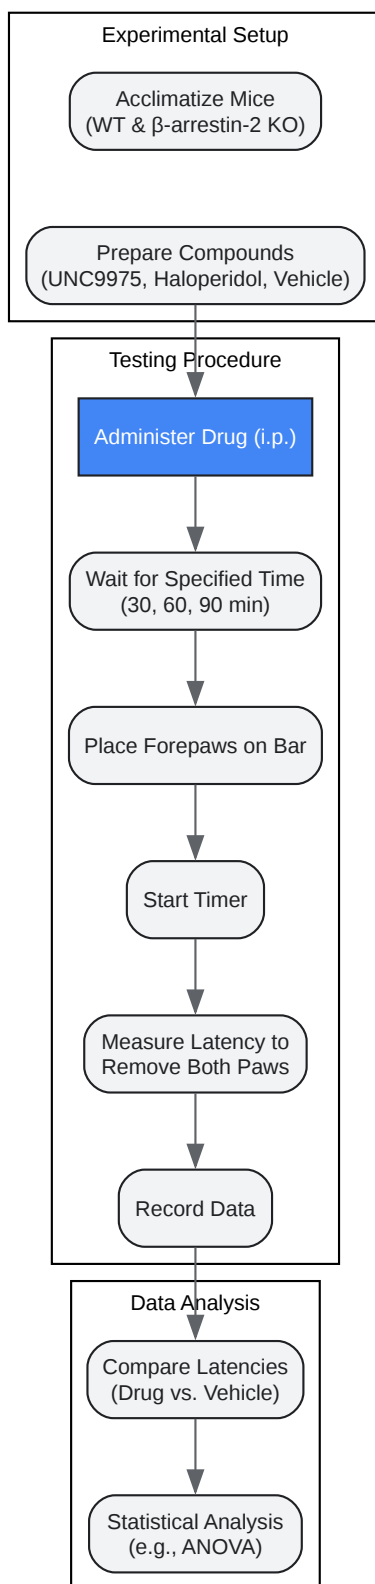 Experimental Setup
Acclimatize Mice
(WT & β-arrestin-2 KO)
Prepare Compounds
(UNC9975, Haloperidol, Vehicle)
Testing Procedure
Administer Drug (i.p.)
Wait for Specified Time
(30, 60, 90 min)
Place Forepaws on Bar
Start Timer
Measure Latency to
Remove Both Paws
Record Data
Data Analysis
Compare Latencies
(Drug vs. Vehicle)
Statistical Analysis
(e.g., ANOVA)